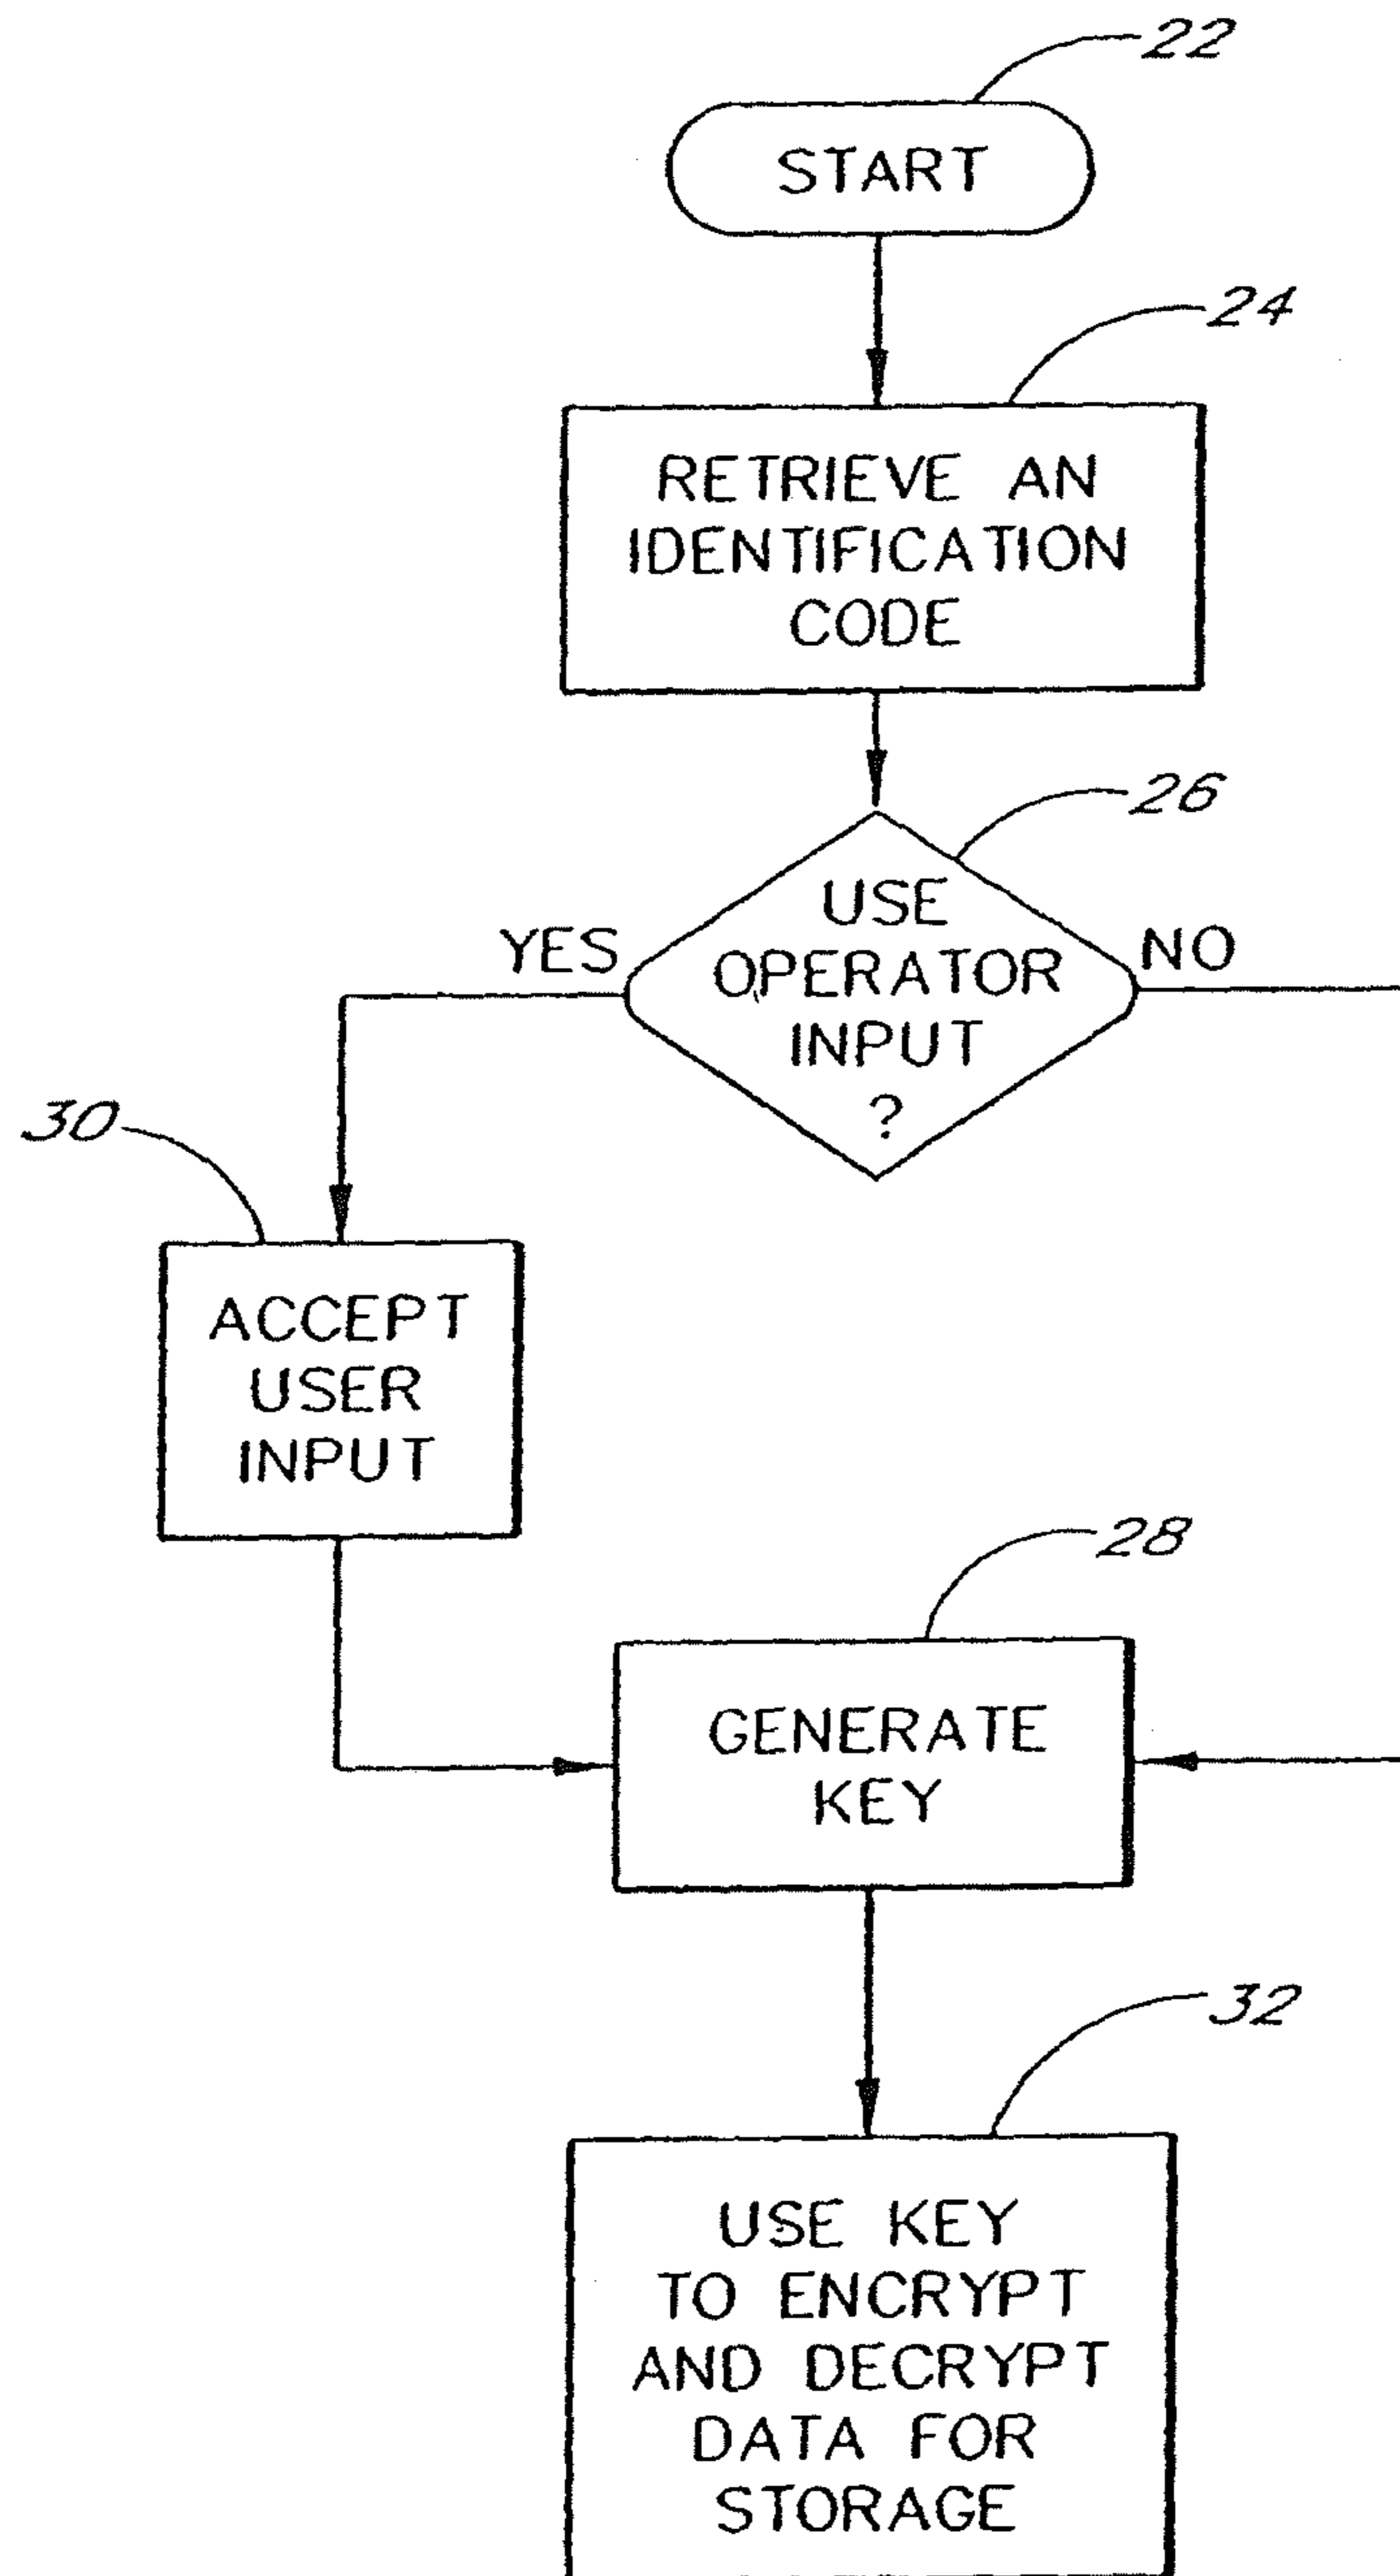 22
START
24
RETRIEVE AN
IDENTIFICATION
CODE
26
USE
OPERATOR
INPUT
?
YES
NO
30
ACCEPT
USER
INPUT
28
GENERATE
KEY
32
USE KEY
TO ENCRYPT
AND DECRYPT
DATA FOR
STORAGE